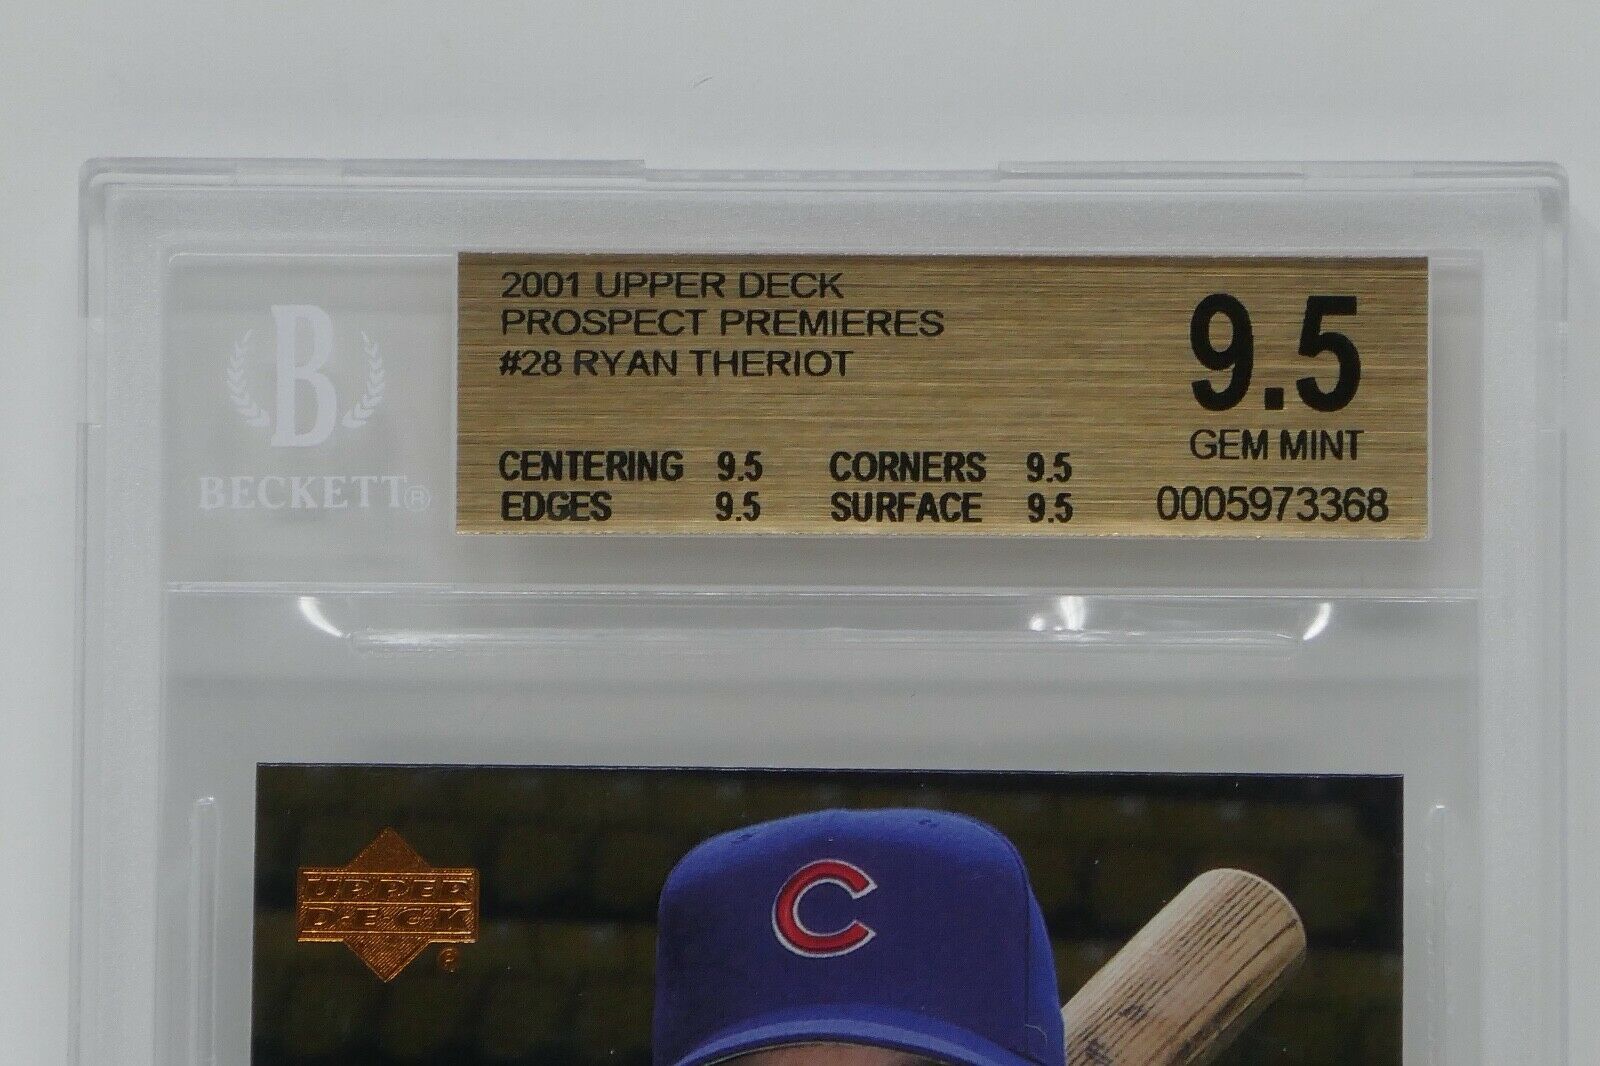 2001 UPPER DECK
PROSPECT PREMIERES
#28 RYAN THERIOT
9.5
GEM MINT
CENTERING 9.5 CORNERS 9.5
EDGES 9.5 SURFACE 9.5
0005973368
B
BECKETT®
UPPER
D·E·C·K
®
C